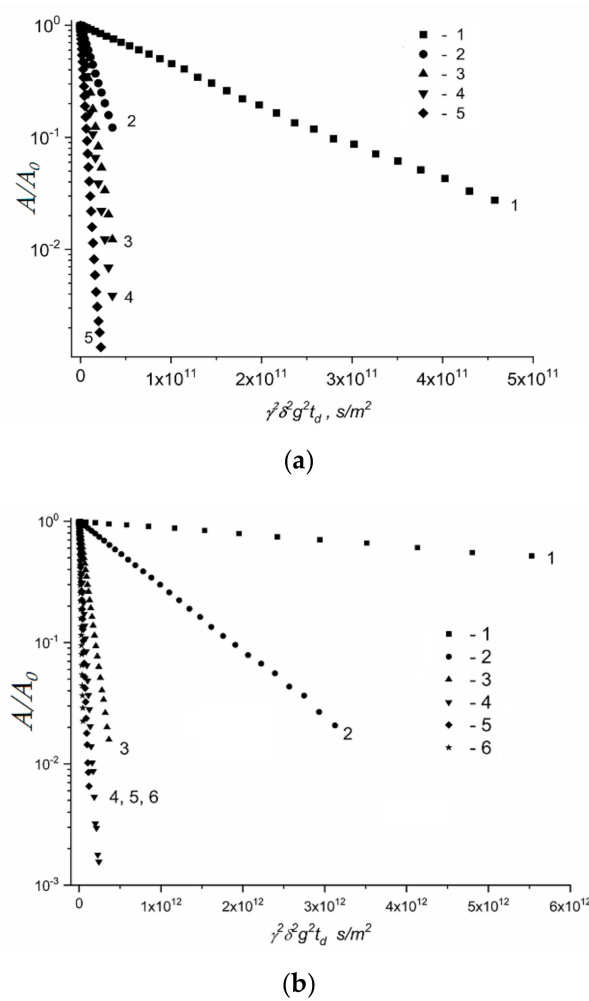 10⁰
10⁻¹
10⁻²
A/A₀
- 1
- 2
- 3
- 4
- 5
2
3
4
5
1
0 1x10¹¹ 2x10¹¹ 3x10¹¹ 4x10¹¹ 5x10¹¹
γ²δ²g²t_d , s/m²
(a)
10⁰
10⁻¹
10⁻²
10⁻³
A/A₀
1
- 1
- 2
- 3
- 4
- 5
- 6
2
3
4, 5, 6
0 1x10¹² 2x10¹² 3x10¹² 4x10¹² 5x10¹² 6x10¹²
γ²δ²g²t_d s/m²
(b)